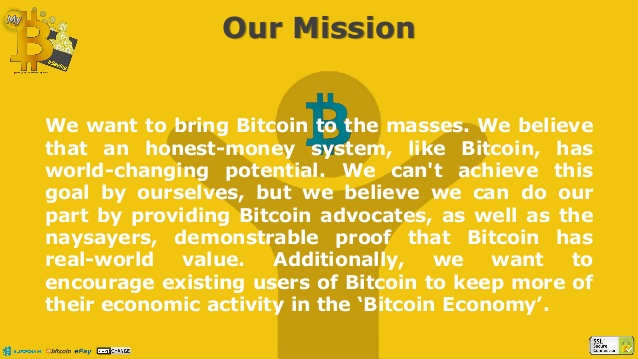 Our Mission
My
We want to bring Bitcoin to the masses. We believe
that an honest-money system, like Bitcoin, has
world-changing potential. We can't achieve this
goal by ourselves, but we believe we can do our
part by providing Bitcoin advocates, as well as the
naysayers, demonstrable proof that Bitcoin has
real-world value. Additionally, we want to
encourage existing users of Bitcoin to keep more of
their economic activity in the ‘Bitcoin Economy’.
BLOCKCHAIN bitcoin ePay CHANGE
SSL
Secure
Connection